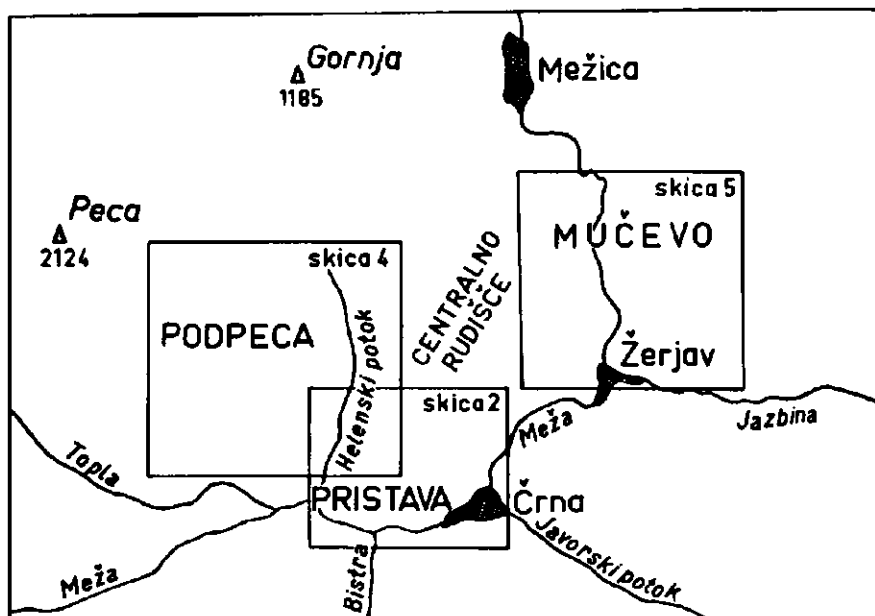 Gornja
1185
Mežica
Peca
2124
skica 5
MUČEVO
skica 4
CENTRALNO
RUDIŠČE
PODPECA
Helenski potok
Žerjav
skica 2
Meža
Jazbina
Topla
PRISTAVA
Črna
Meža
Bistra
Javorski potok